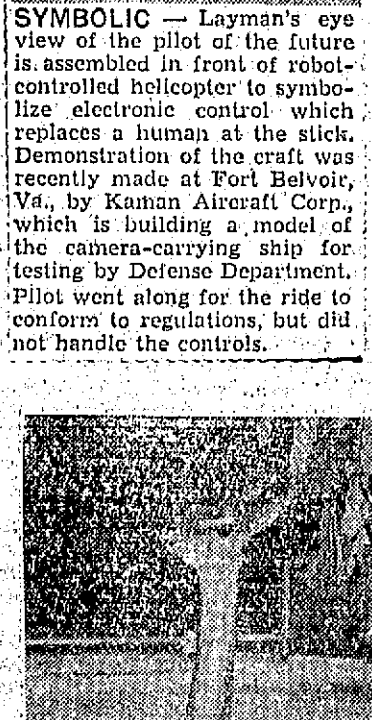 SYMBOLIC — Layman's eye
view of the pilot of the future
is assembled in front of robot-
controlled helicopter to symbo-
lize electronic control which
replaces a human at the stick.
Demonstration of the craft was
recently made at Fort Belvoir,
Va., by Kaman Aircraft Corp.,
which is building a model of
the camera-carrying ship for
testing by Defense Department.
Pilot went along for the ride to
conform to regulations, but did
not handle the controls.